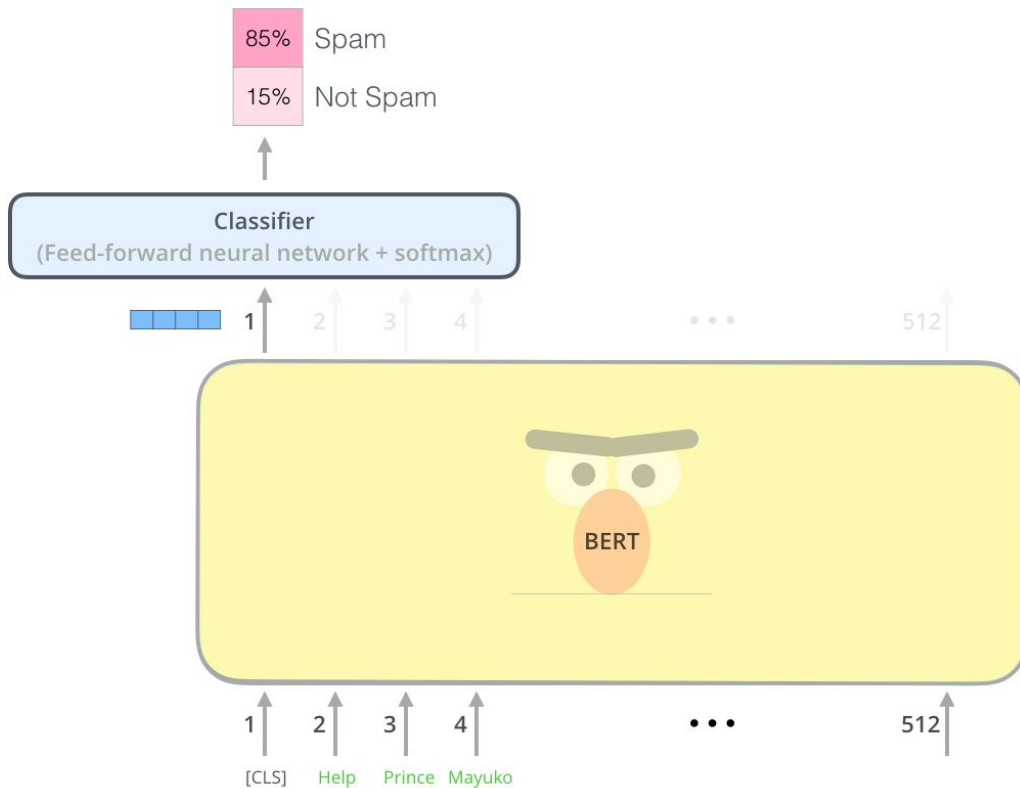 85% Spam
15% Not Spam
Classifier
(Feed-forward neural network + softmax)
1 2 3 4 ••• 512
BERT
1 2 3 4 ••• 512
[CLS] Help Prince Mayuko